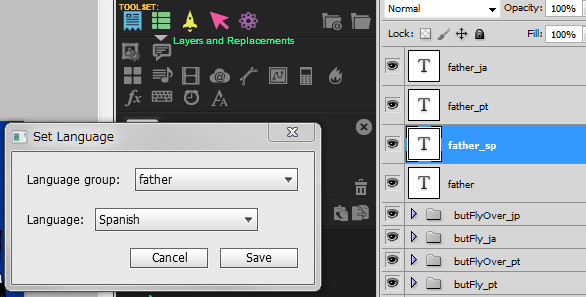 TOOL SET:
Layers and Replacements
fx
A
Set Language
Language group: father
Language: Spanish
Cancel Save
Normal Opacity: 100%
Lock: Fill: 100%
T father_ja
T father_pt
T father_sp
T father
butFlyOver_jp
butFly_ja
butFlyOver_pt
butFly_pt